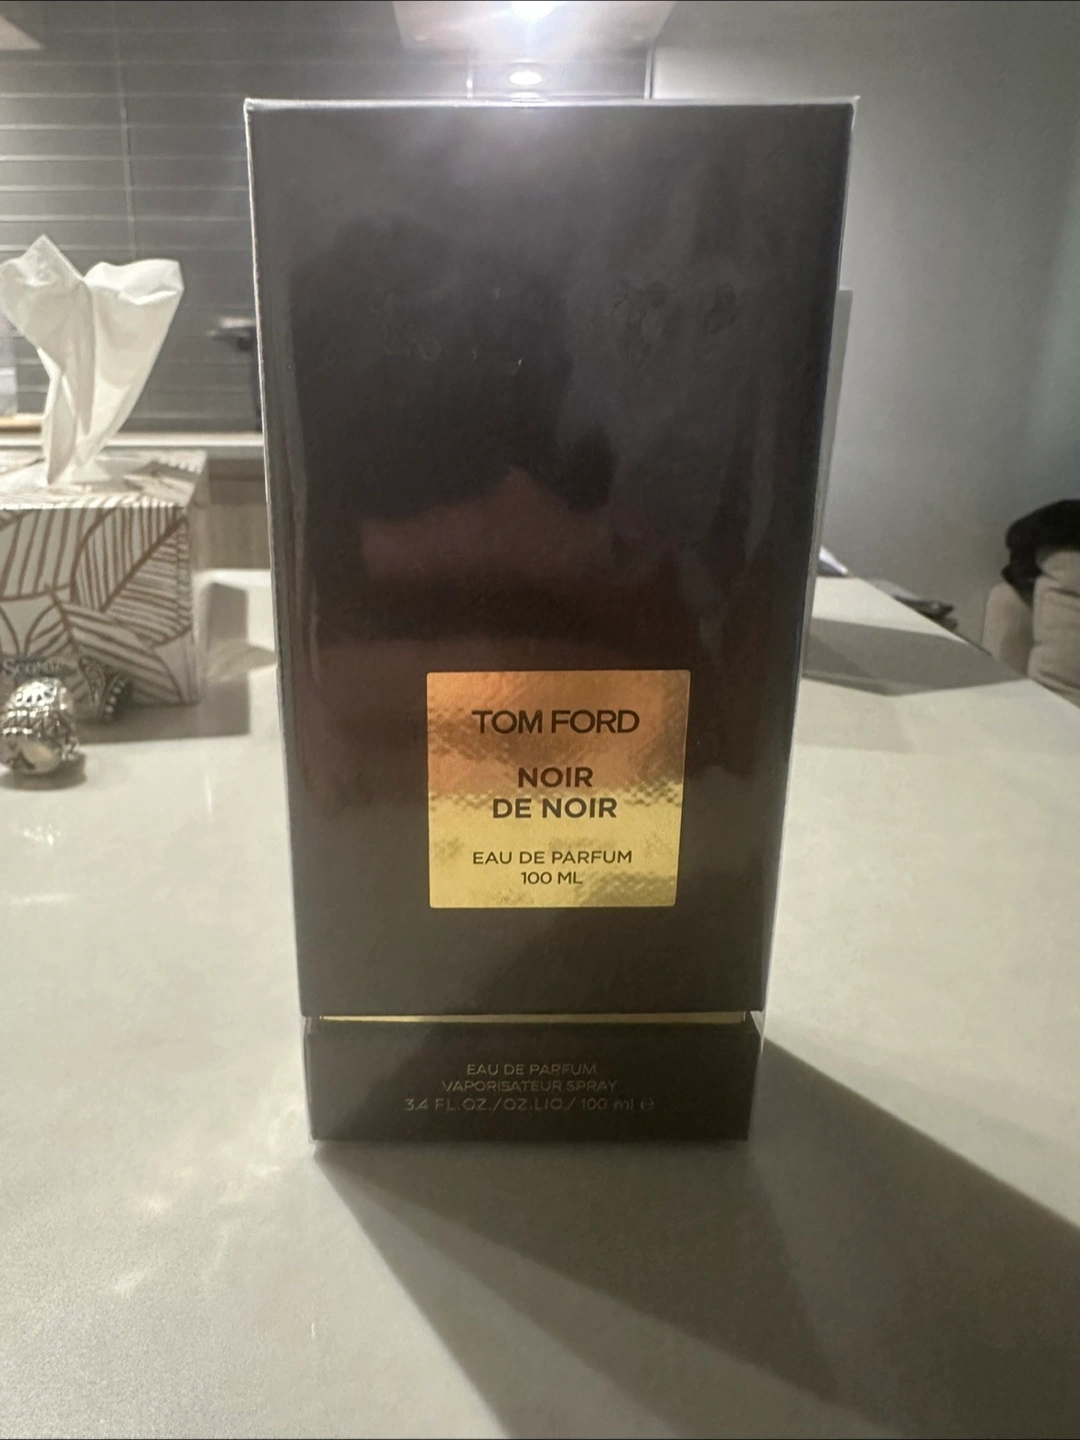 TOM FORD
NOIR
DE NOIR
EAU DE PARFUM
100 ML
EAU DE PARFUM
VAPORISATEUR SPRAY
3.4 FL.OZ./OZ.LIQ./ 100 ml ℮